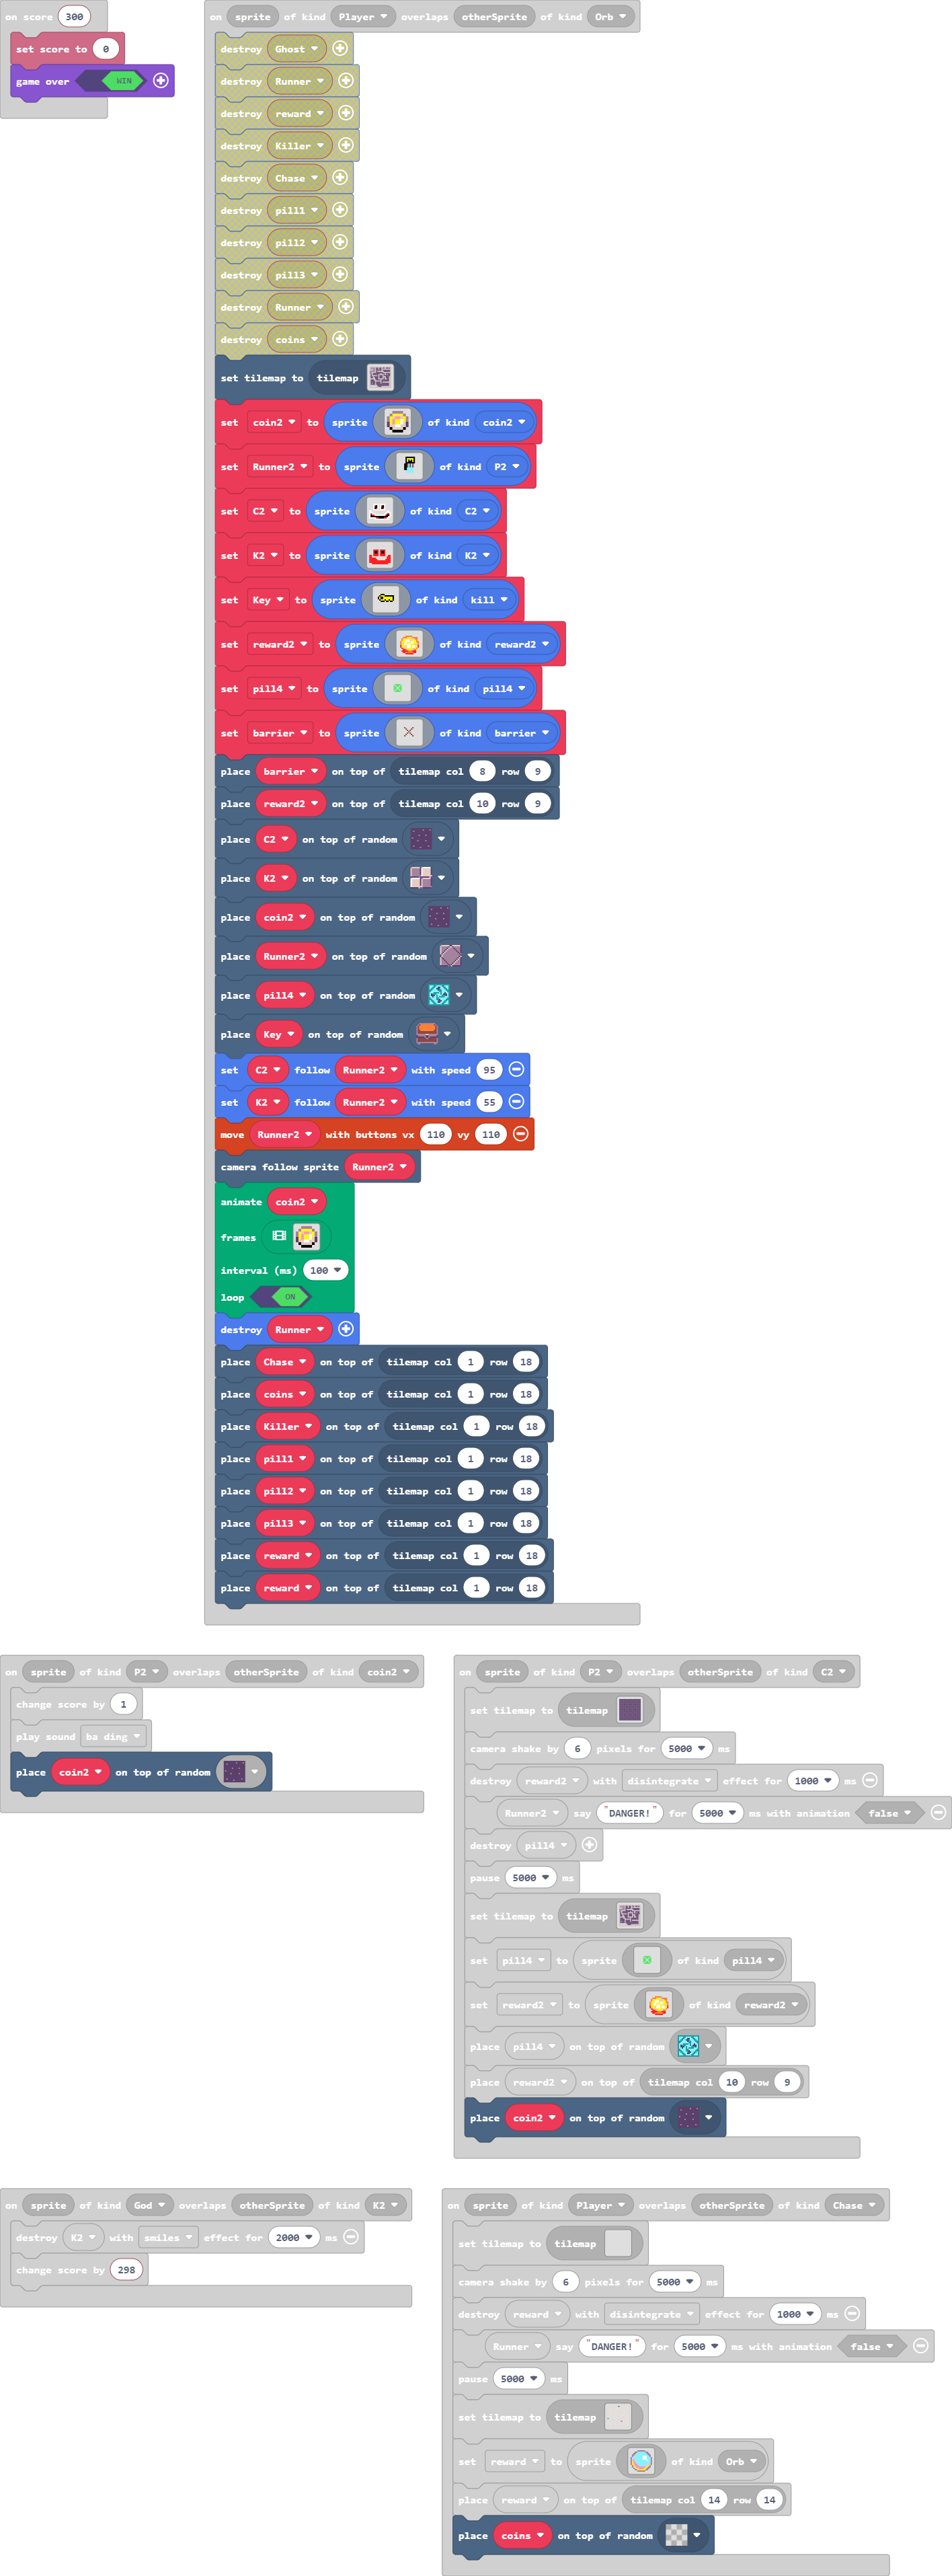 on score 300
set score to 0
game over WIN
on sprite of kind Player overlaps otherSprite of kind Orb
destroy Ghost
destroy Runner
destroy reward
destroy Killer
destroy Chase
destroy pill1
destroy pill2
destroy pill3
destroy Runner
destroy coins
set tilemap to tilemap
set coin2 to sprite of kind coin2
set Runner2 to sprite of kind P2
set C2 to sprite of kind C2
set K2 to sprite of kind K2
set Key to sprite of kind kill
set reward2 to sprite of kind reward2
set pill4 to sprite of kind pill4
set barrier to sprite of kind barrier
place barrier on top of tilemap col 8 row 9
place reward2 on top of tilemap col 10 row 9
place C2 on top of random
place K2 on top of random
place coin2 on top of random
place Runner2 on top of random
place pill4 on top of random
place Key on top of random
set C2 follow Runner2 with speed 95
set K2 follow Runner2 with speed 55
move Runner2 with buttons vx 110 vy 110
camera follow sprite Runner2
animate coin2
frames
interval (ms) 100
loop ON
destroy Runner
place Chase on top of tilemap col 1 row 18
place coins on top of tilemap col 1 row 18
place Killer on top of tilemap col 1 row 18
place pill1 on top of tilemap col 1 row 18
place pill2 on top of tilemap col 1 row 18
place pill3 on top of tilemap col 1 row 18
place reward on top of tilemap col 1 row 18
place reward on top of tilemap col 1 row 18
on sprite of kind P2 overlaps otherSprite of kind coin2
change score by 1
play sound ba ding
place coin2 on top of random
on sprite of kind P2 overlaps otherSprite of kind C2
set tilemap to tilemap
camera shake by 6 pixels for 5000 ms
destroy reward2 with disintegrate effect for 1000 ms
Runner2 say "DANGER!" for 5000 ms with animation false
destroy pill4
pause 5000 ms
set tilemap to tilemap
set pill4 to sprite of kind pill4
set reward2 to sprite of kind reward2
place pill4 on top of random
place reward2 on top of tilemap col 10 row 9
place coin2 on top of random
on sprite of kind God overlaps otherSprite of kind K2
destroy K2 with smiles effect for 2000 ms
change score by 298
on sprite of kind Player overlaps otherSprite of kind Chase
set tilemap to tilemap
camera shake by 6 pixels for 5000 ms
destroy reward with disintegrate effect for 1000 ms
Runner say "DANGER!" for 5000 ms with animation false
pause 5000 ms
set tilemap to tilemap
set reward to sprite of kind Orb
place reward on top of tilemap col 14 row 14
place coins on top of random